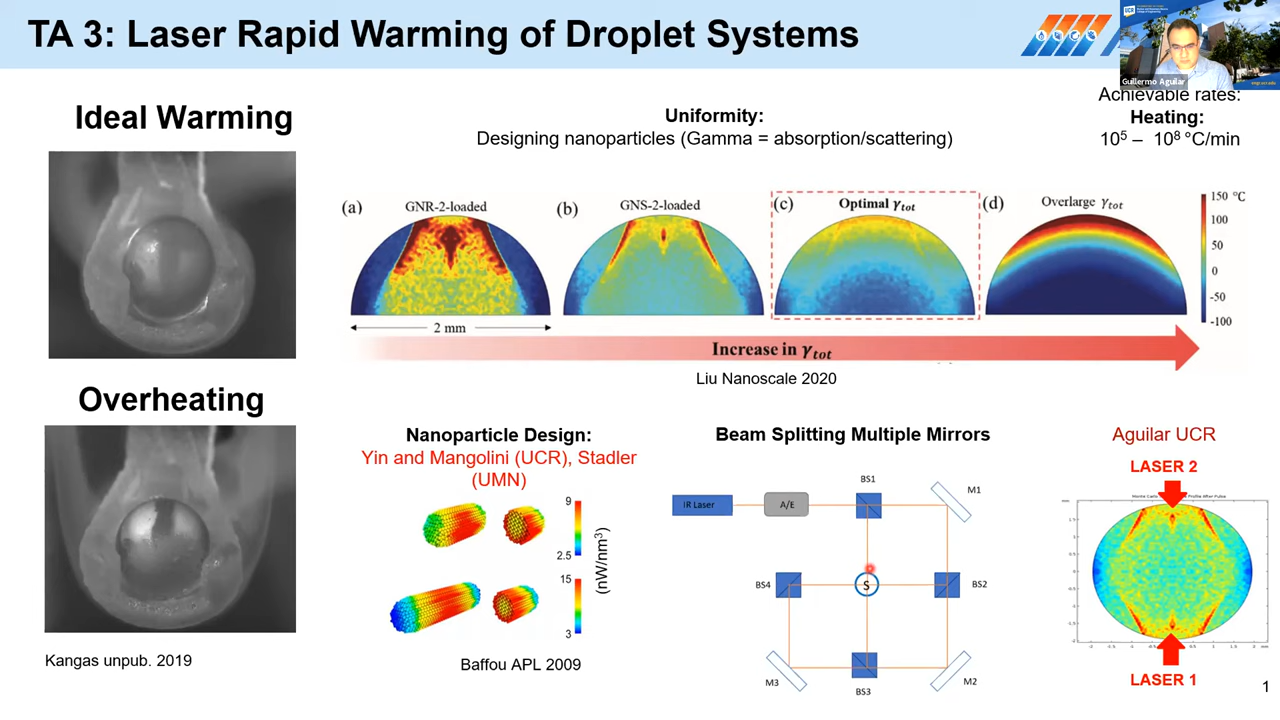 TA 3: Laser Rapid Warming of Droplet Systems
UCR
Guillermo Aguilar
Ideal Warming
Uniformity:
Designing nanoparticles (Gamma = absorption/scattering)
Achievable rates:
Heating:
10⁵ – 10⁸ °C/min
(a) GNR-2-loaded
(b) GNS-2-loaded
(c) Optimal γtot
(d) Overlarge γtot
150 °C
100
50
0
-50
-100
2 mm
Increase in γtot
Liu Nanoscale 2020
Overheating
Kangas unpub. 2019
Nanoparticle Design:
Yin and Mangolini (UCR), Stadler
(UMN)
9
2.5
15
3
(nW/nm³)
Baffou APL 2009
Beam Splitting Multiple Mirrors
IR Laser
A/E
BS1
M1
BS4
S
BS2
M3
BS3
M2
Aguilar UCR
LASER 2
Profile After Pulse
LASER 1
1